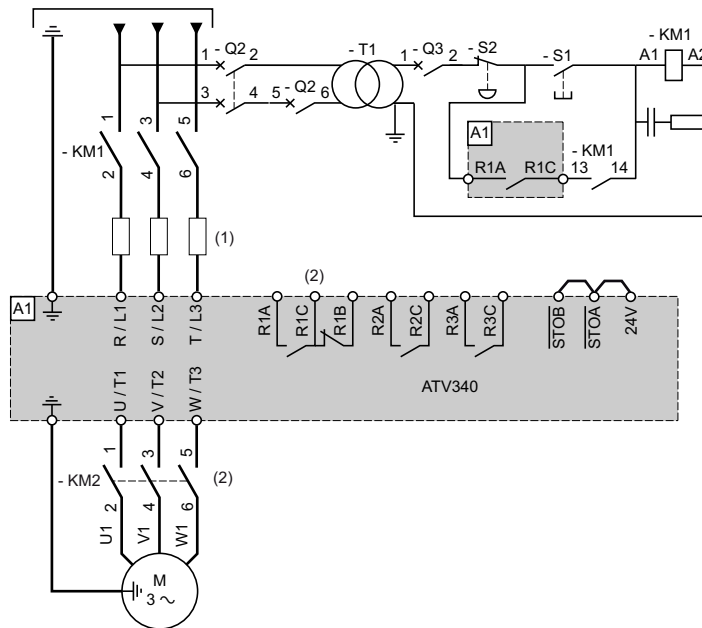 1 - Q2 2 - T1 1 - Q3 2 - S2 - S1 - KM1
A1 A2
3 4 5 - Q2 6
1 3 5
- KM1
2 4 6
A1
R1A R1C 13 - KM1 14
(1)
(2)
A1
R / L1 S / L2 T / L3 R1A R1C R1B R2A R2C R3A R3C STOB STOA 24V
U / T1 V / T2 W / T3
ATV340
1 3 5
- KM2 (2)
2 4 6
U1 V1 W1
M
3 ~